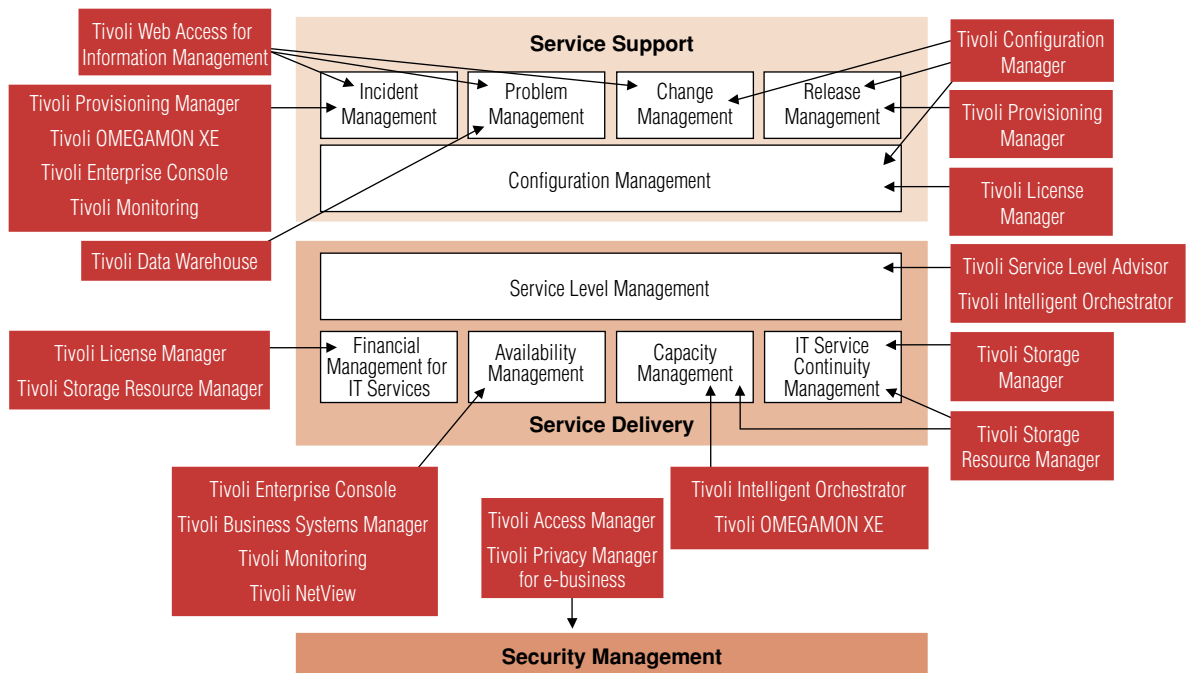 Tivoli Web Access for
Information Management
Service Support
Tivoli Configuration
Manager
Incident
Management
Problem
Management
Change
Management
Release
Management
Tivoli Provisioning Manager
Tivoli OMEGAMON XE
Tivoli Enterprise Console
Tivoli Monitoring
Tivoli Provisioning
Manager
Configuration Management
Tivoli License
Manager
Tivoli Data Warehouse
Service Level Management
Tivoli Service Level Advisor
Tivoli Intelligent Orchestrator
Tivoli License Manager
Tivoli Storage Resource Manager
Financial
Management for
IT Services
Availability
Management
Capacity
Management
IT Service
Continuity
Management
Tivoli Storage
Manager
Service Delivery
Tivoli Storage
Resource Manager
Tivoli Enterprise Console
Tivoli Business Systems Manager
Tivoli Monitoring
Tivoli NetView
Tivoli Access Manager
Tivoli Privacy Manager
for e-business
Tivoli Intelligent Orchestrator
Tivoli OMEGAMON XE
Security Management